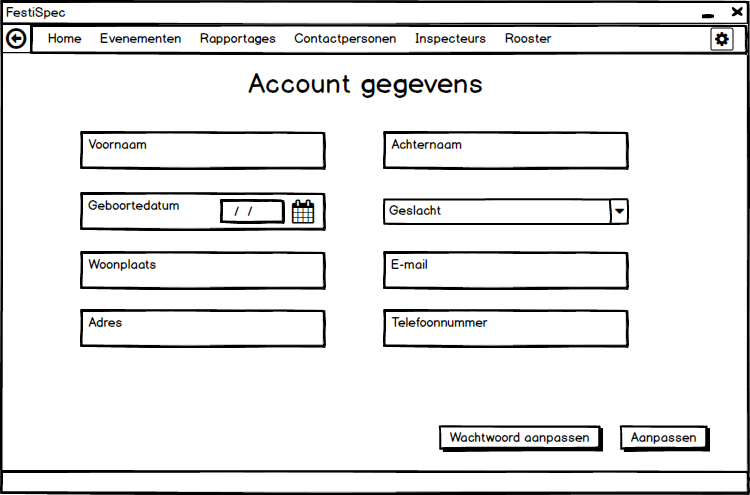 FestiSpec
Home Evenementen Rapportages Contactpersonen Inspecteurs Rooster
Account gegevens
Voornaam Achternaam
Geboortedatum / / Geslacht
Woonplaats E-mail
Adres Telefoonnummer
Wachtwoord aanpassen Aanpassen